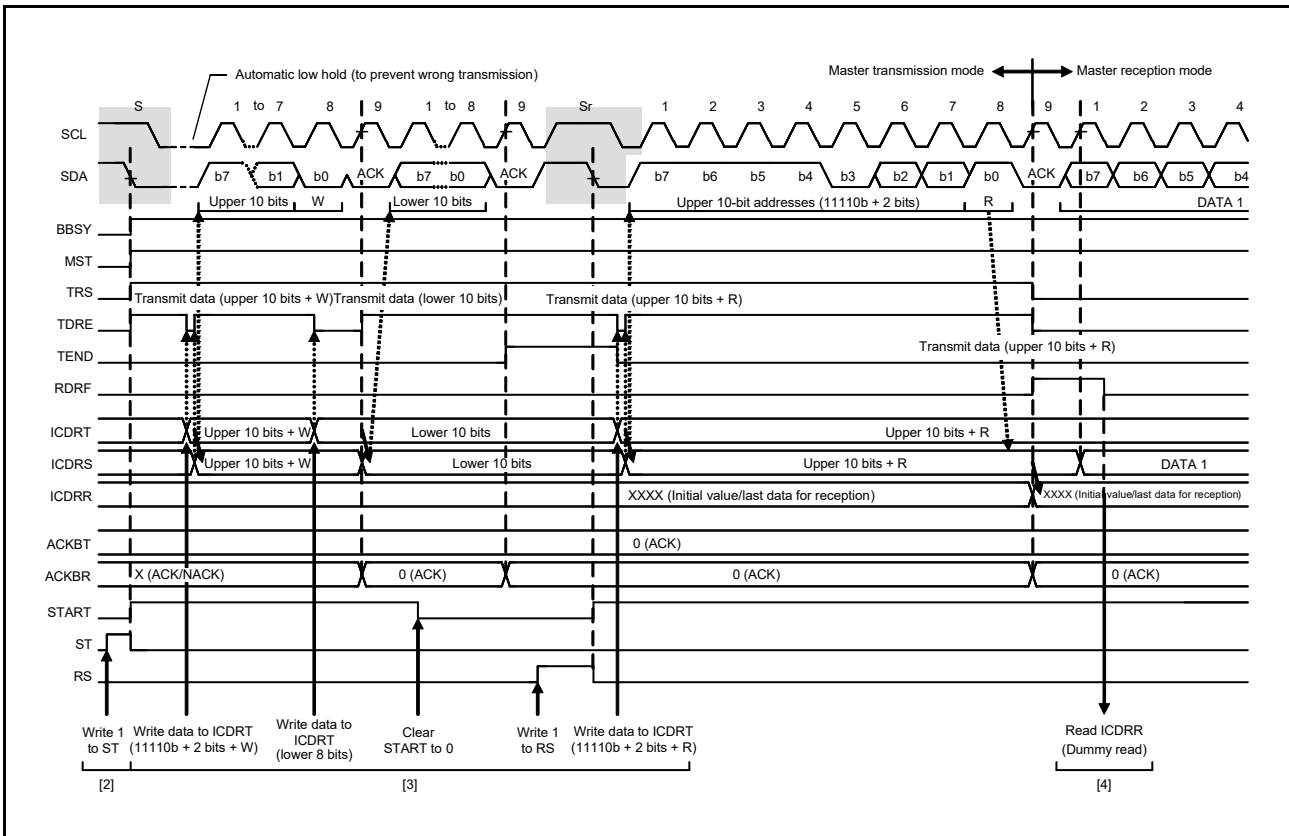 Automatic low hold (to prevent wrong transmission)
Master transmission mode Master reception mode
S 1 to 7 8 9 1 to 8 9 Sr 1 2 3 4 5 6 7 8 9 1 2 3 4
SCL
SDA b7 b1 b0 ACK b7 b0 ACK b7 b6 b5 b4 b3 b2 b1 b0 ACK b7 b6 b5 b4
Upper 10 bits W Lower 10 bits Upper 10-bit addresses (11110b + 2 bits) R DATA 1
BBSY
MST
TRS
Transmit data (upper 10 bits + W) Transmit data (lower 10 bits) Transmit data (upper 10 bits + R)
TDRE
TEND Transmit data (upper 10 bits + R)
RDRF
ICDRT Upper 10 bits + W Lower 10 bits Upper 10 bits + R
ICDRS Upper 10 bits + W Lower 10 bits Upper 10 bits + R DATA 1
ICDRR XXXX (Initial value/last data for reception) XXXX (Initial value/last data for reception)
ACKBT 0 (ACK)
ACKBR X (ACK/NACK) 0 (ACK) 0 (ACK) 0 (ACK)
START
ST
RS
Write 1
to ST
Write data to ICDRT
(11110b + 2 bits + W)
Write data to
ICDRT
(lower 8 bits)
Clear
START to 0
Write 1
to RS
Write data to ICDRT
(11110b + 2 bits + R)
Read ICDRR
(Dummy read)
[2] [3] [4]